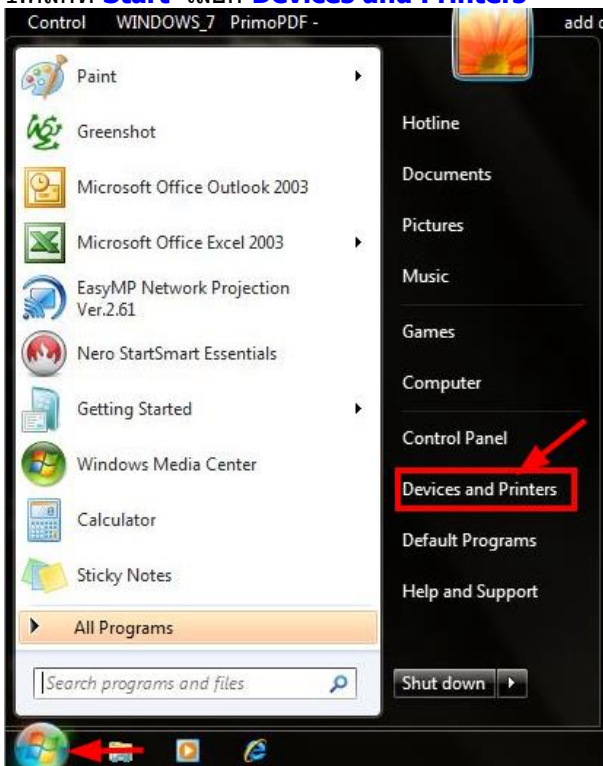 Start Devices and Printers
Control WINDOWS_7 PrimoPDF - add
Paint
Greenshot
Microsoft Office Outlook 2003
Microsoft Office Excel 2003
EasyMP Network Projection
Ver.2.61
Nero StartSmart Essentials
Getting Started
Windows Media Center
Calculator
Sticky Notes
All Programs
Search programs and files
Hotline
Documents
Pictures
Music
Games
Computer
Control Panel
Devices and Printers
Default Programs
Help and Support
Shut down